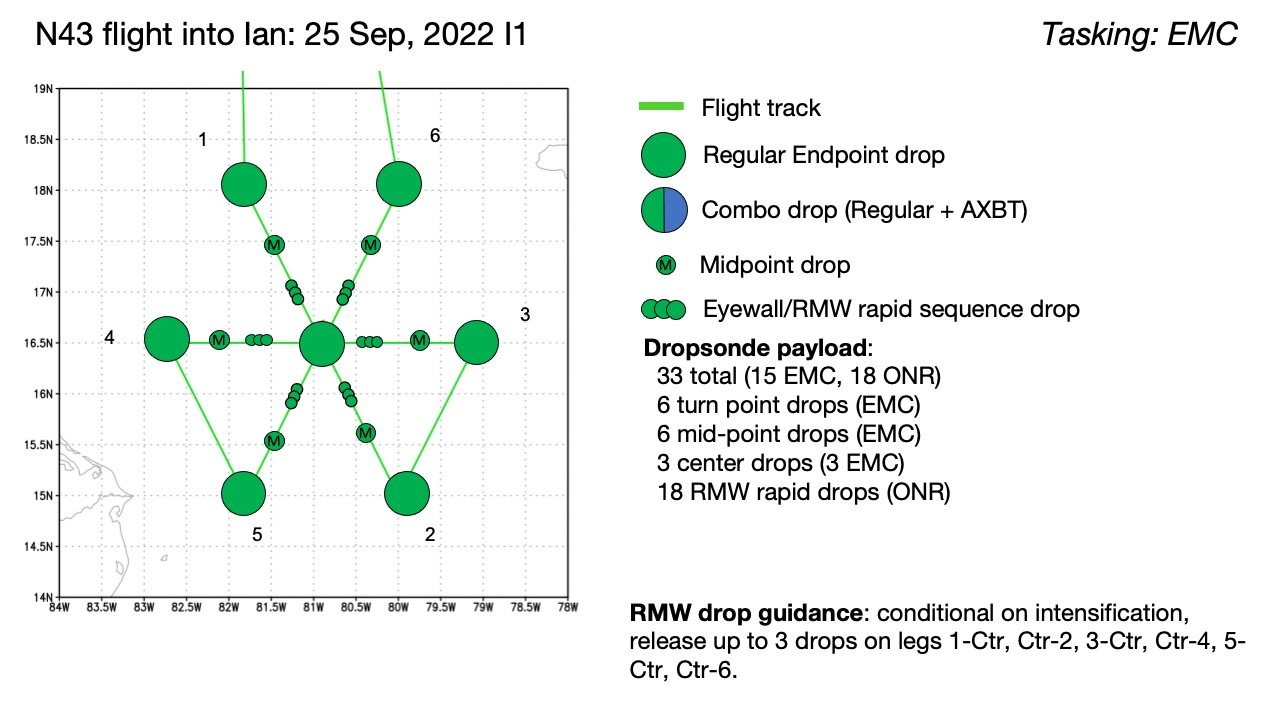 N43 flight into Ian: 25 Sep, 2022 I1
Tasking: EMC
19N
18.5N
18N
17.5N
17N
16.5N
16N
15.5N
15N
14.5N
14N
84W
83.5W
83W
82.5W
82W
81.5W
81W
80.5W
80W
79.5W
79W
78.5W
78W
1
6
M
M
4
3
M
M
M
M
5
2
Flight track
Regular Endpoint drop
Combo drop (Regular + AXBT)
M
Midpoint drop
Eyewall/RMW rapid sequence drop
Dropsonde payload:
33 total (15 EMC, 18 ONR)
6 turn point drops (EMC)
6 mid-point drops (EMC)
3 center drops (3 EMC)
18 RMW rapid drops (ONR)
RMW drop guidance: conditional on intensification,
release up to 3 drops on legs 1-Ctr, Ctr-2, 3-Ctr, Ctr-4, 5-
Ctr, Ctr-6.